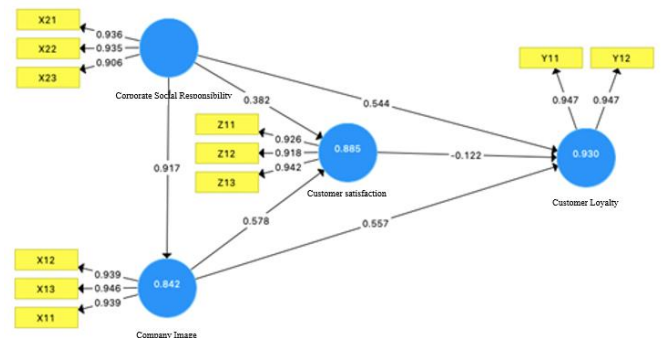 X21
0.936
X22
0.935
X23
0.906
Corporate Social Responsibility
Y11
Y12
0.947
0.947
0.382
0.544
Z11
0.926
Z12
0.918
Z13
0.942
0.885
Customer satisfaction
-0.122
0.930
Customer Loyalty
0.917
0.578
0.557
X12
0.939
X13
0.946
X11
0.939
0.842
Company Image